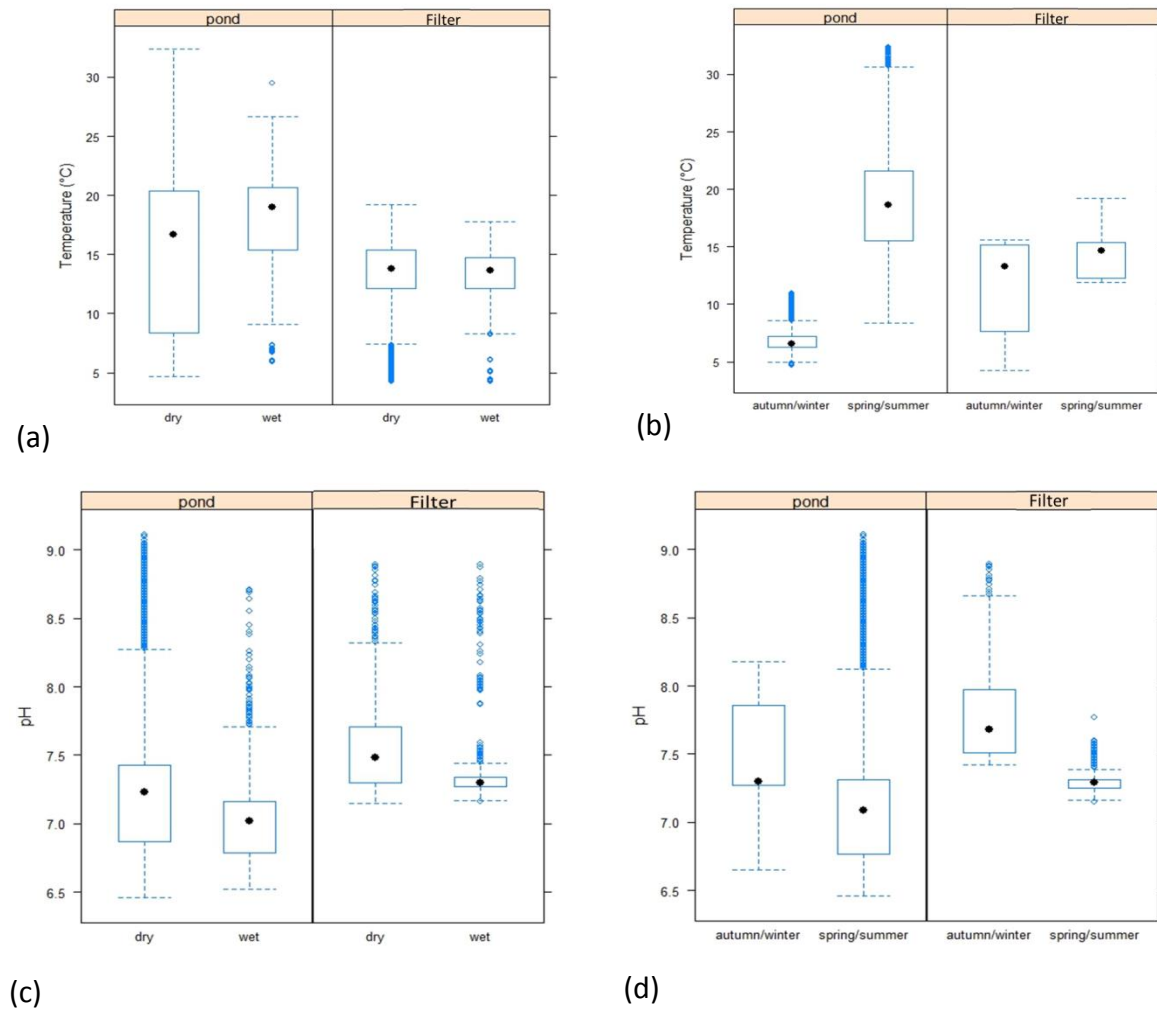 pond Filter
Temperature (°C)
30
25
20
15
10
5
dry wet
(a)
pond Filter
Temperature (°C)
30
25
20
15
10
5
autumn/winter spring/summer autumn/winter spring/summer
(b)
dry wet
pond Filter
pH
9.0
8.5
8.0
7.5
7.0
6.5
dry wet dry wet
(c)
pond Filter
pH
9.0
8.5
8.0
7.5
7.0
6.5
autumn/winter spring/summer autumn/winter spring/summer
(d)